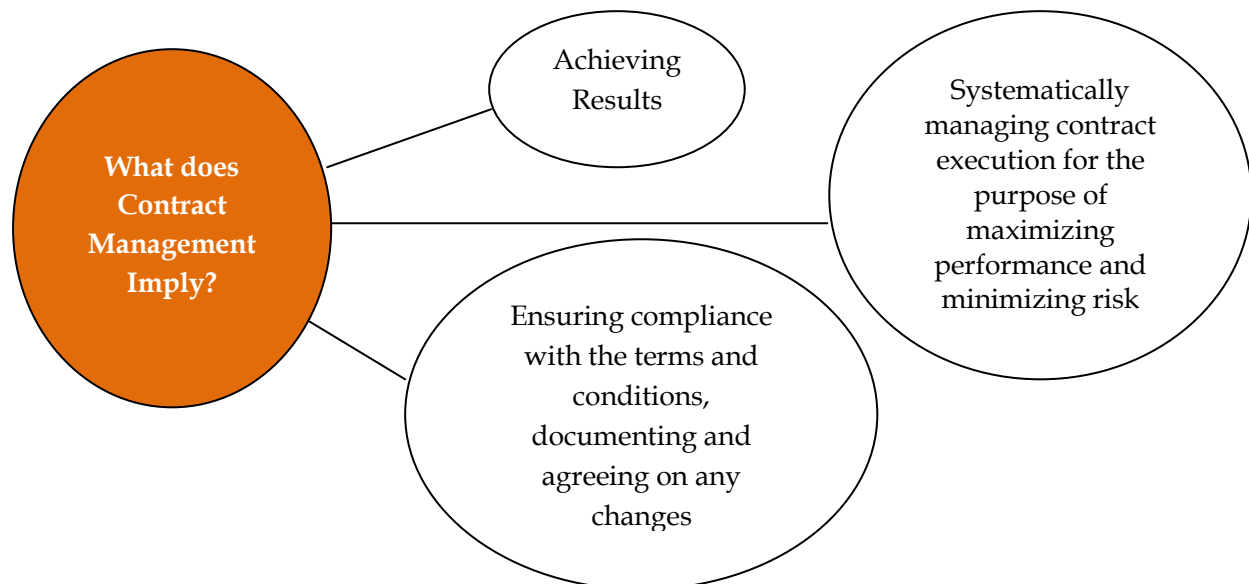 What does
Contract
Management
Imply?
Achieving
Results
Systematically
managing contract
execution for the
purpose of
maximizing
performance and
minimizing risk
Ensuring compliance
with the terms and
conditions,
documenting and
agreeing on any
changes